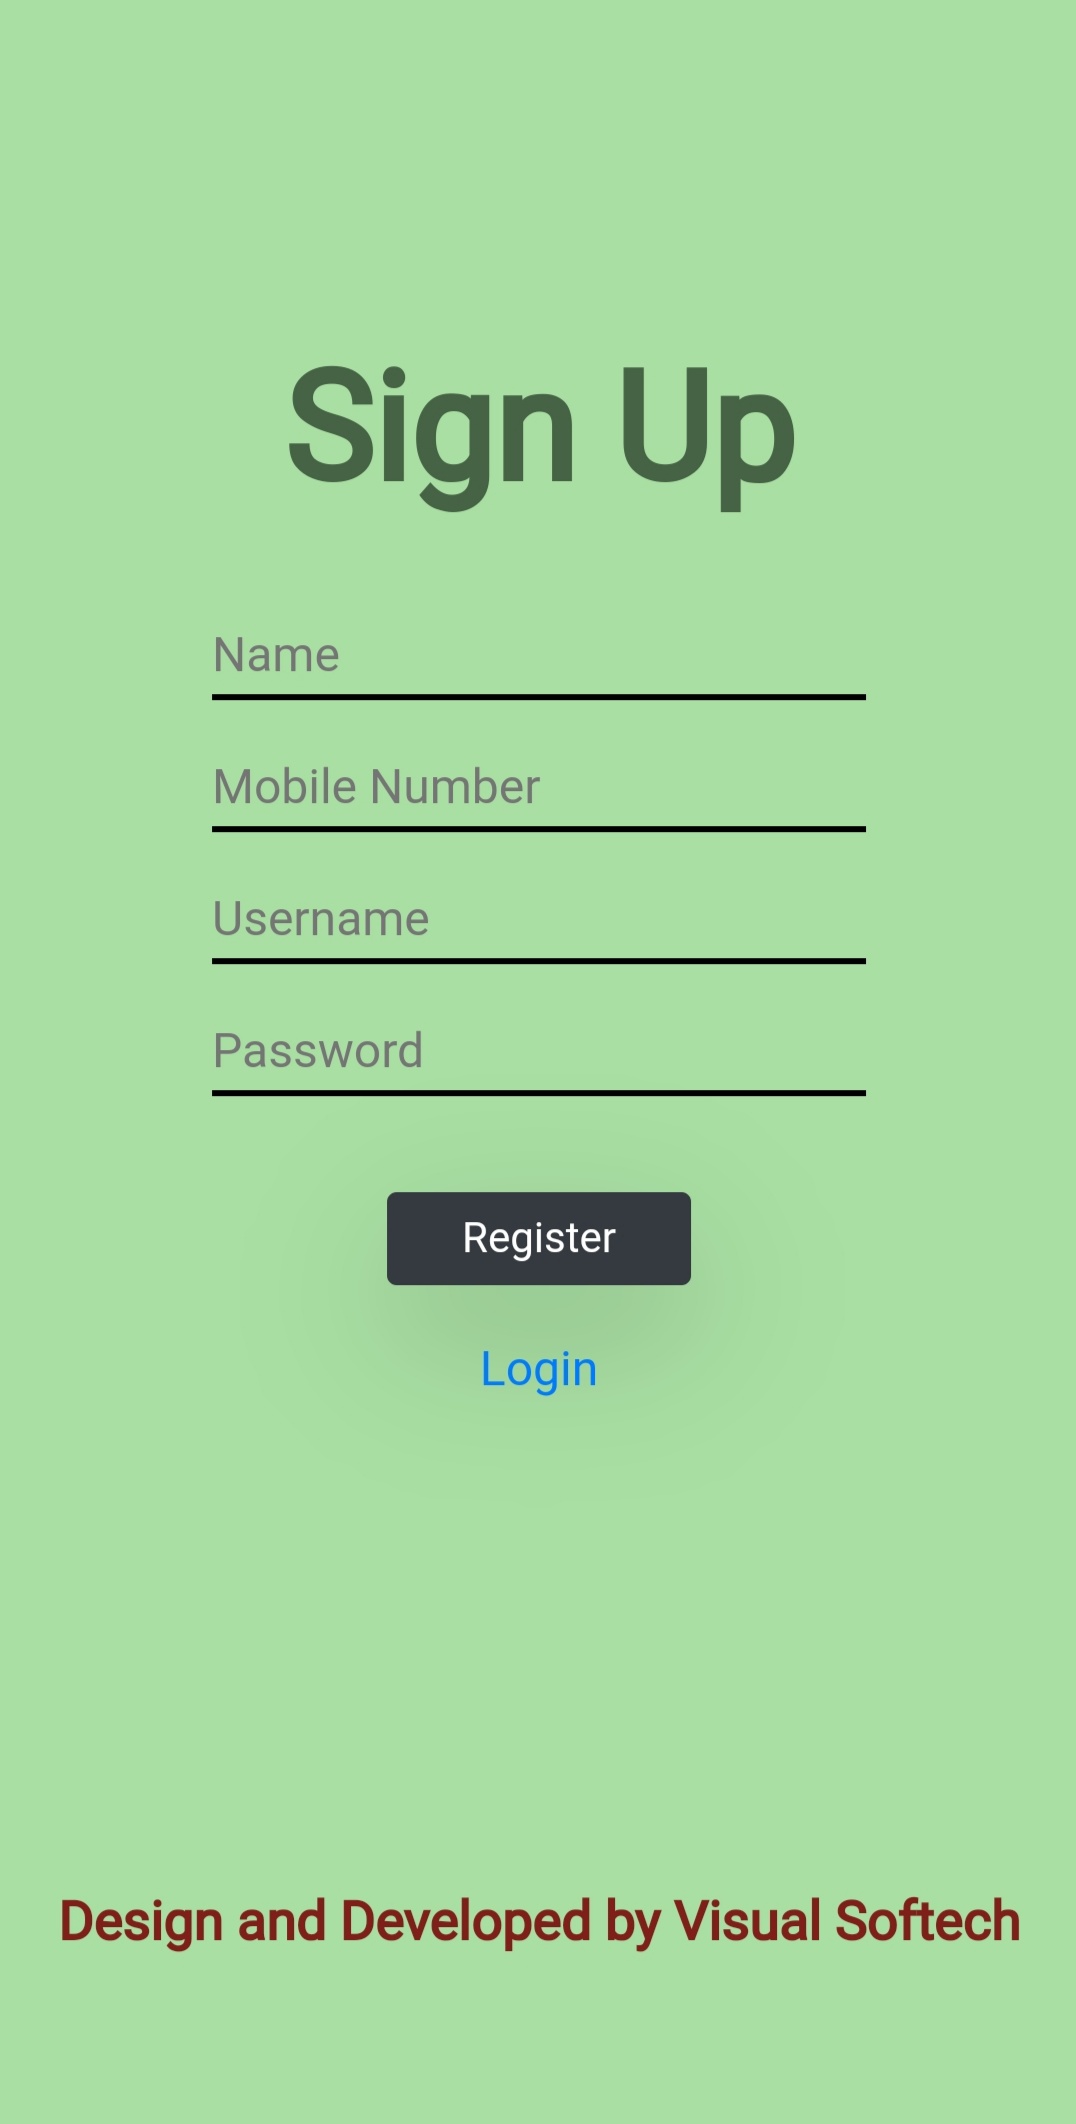 Sign Up
Name
Mobile Number
Username
Password
Register
Login
Design and Developed by Visual Softech